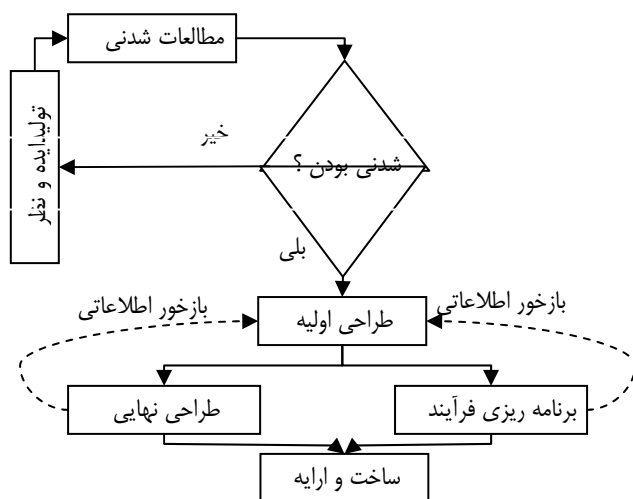 مطالعات شدنی
تولیدایده و نظر
خیر
شدنی بودن ؟
بلی
بازخور اطلاعاتی
بازخور اطلاعاتی
طراحی اولیه
برنامه ریزی فرآیند
طراحی نهایی
ساخت و ارایه